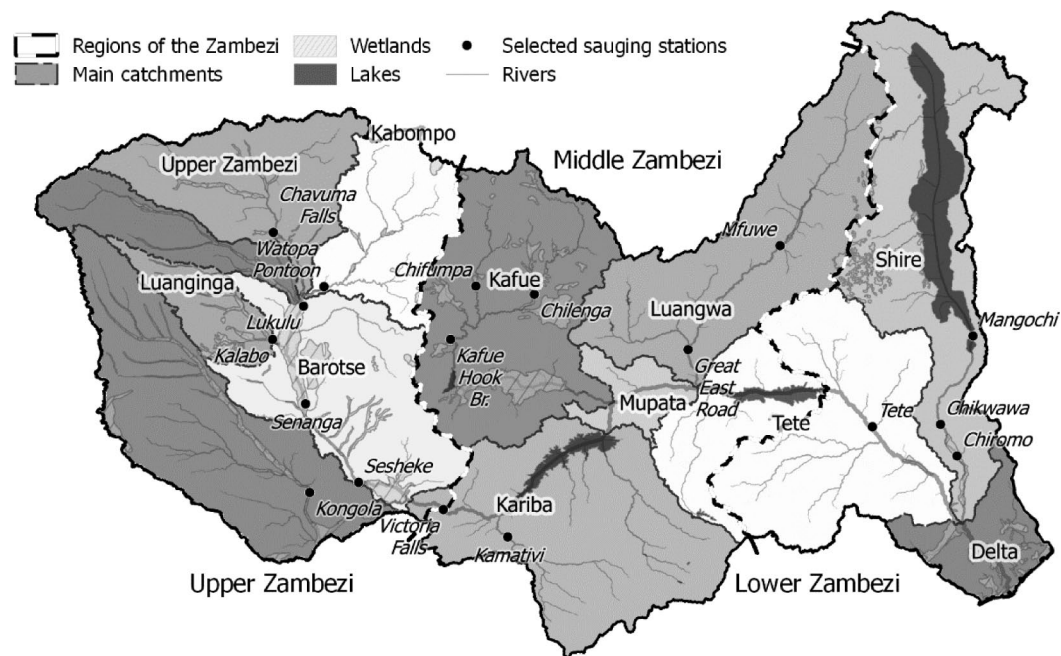 Regions of the Zambezi
Wetlands
Selected sauging stations
Main catchments
Lakes
Rivers
Kabompo
Middle Zambezi
Upper Zambezi
Chavuma
Falls
Watopa
Pontoon
Mfuwe
Chifumpa
Kafue
Shire
Luanginga
Luangwa
Chilenga
Lukulu
Mangochi
Kalabo
Barotse
Kafue
Hook
Br.
Great
East
Road
Mupata
Senanga
Tete
Tete
Chikwawa
Chiromo
Sesheke
Kongola
Kariba
Victoria
Falls
Kamativi
Delta
Upper Zambezi
Lower Zambezi